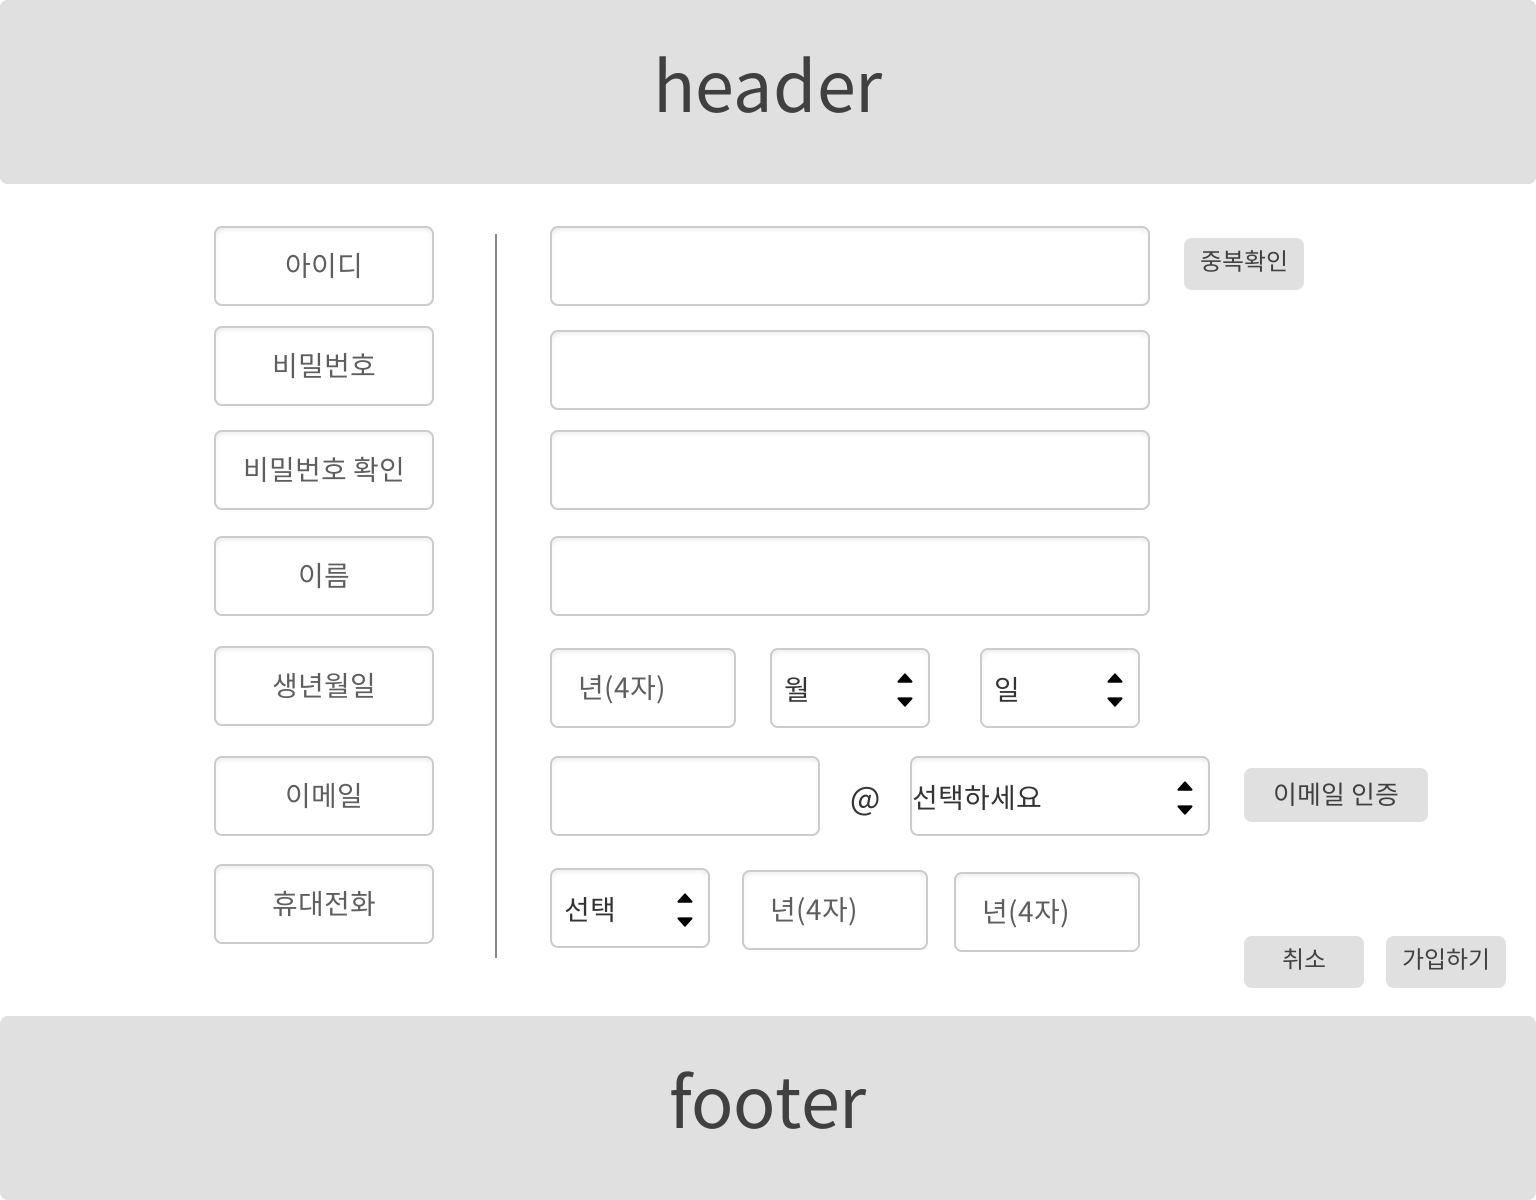 header
아이디
중복확인
비밀번호
비밀번호 확인
이름
생년월일
년(4자)
월
일
이메일
@
선택하세요
이메일 인증
휴대전화
선택
년(4자)
년(4자)
취소
가입하기
footer